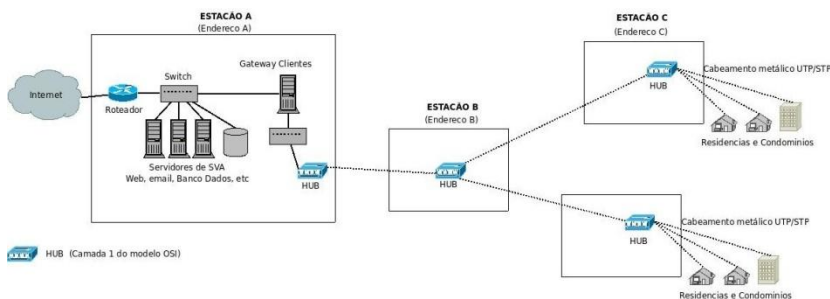 ESTACÃO A
(Endereco A)
Internet
Roteador
Switch
Gateway Clientes
Servidores de SVA
Web, email, Banco Dados, etc
HUB
HUB (Camada 1 do modelo OSI)
ESTACÃO B
(Endereco B)
HUB
ESTACÃO C
(Endereco C)
HUB
Cabeamento metálico UTP/STP
Residencias e Condominios
HUB
Cabeamento metálico UTP/STP
Residencias e Condominios